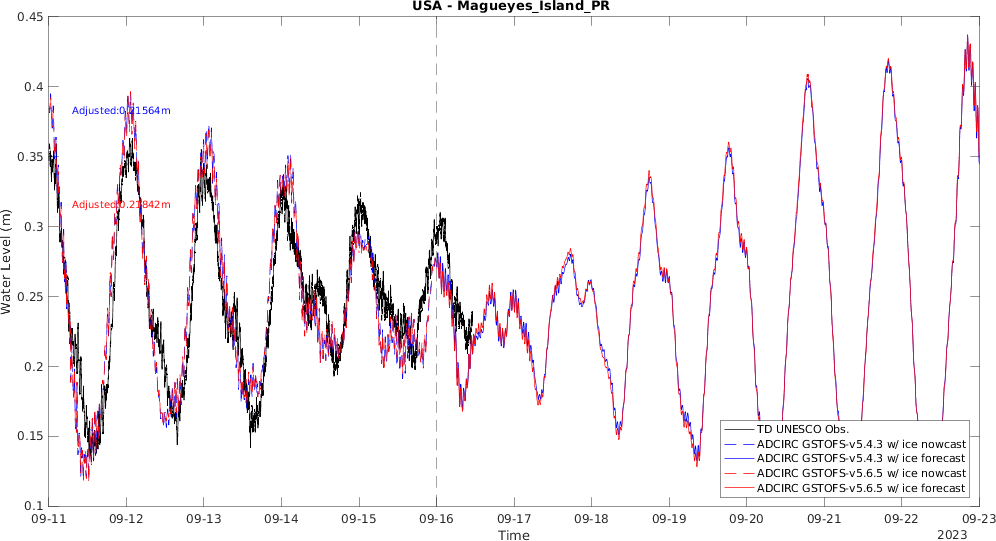 USA - Magueyes_Island_PR
0.45
0.4
0.35
0.3
0.25
0.2
0.15
0.1
Water Level (m)
Adjusted:0.21564m
Adjusted:0.21842m
TD UNESCO Obs.
ADCIRC GSTOFS-v5.4.3 w/ ice nowcast
ADCIRC GSTOFS-v5.4.3 w/ ice forecast
ADCIRC GSTOFS-v5.6.5 w/ ice nowcast
ADCIRC GSTOFS-v5.6.5 w/ ice forecast
09-11 09-12 09-13 09-14 09-15 09-16 09-17 09-18 09-19 09-20 09-21 09-22 09-23
Time
2023